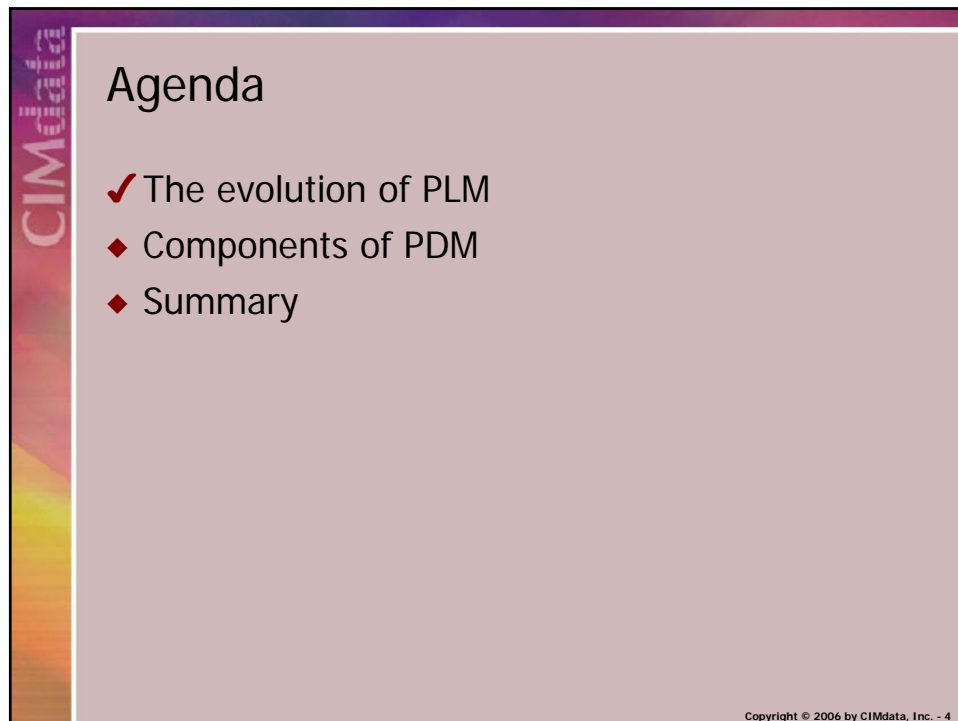 CIMdata
Agenda
✓ The evolution of PLM
◆ Components of PDM
◆ Summary
Copyright © 2006 by CIMdata, Inc. - 4